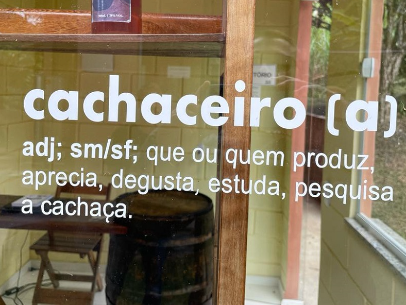 cachaceiro (a)
adj; sm/sf; que ou quem produz,
aprecia, degusta, estuda, pesquisa
a cachaça.